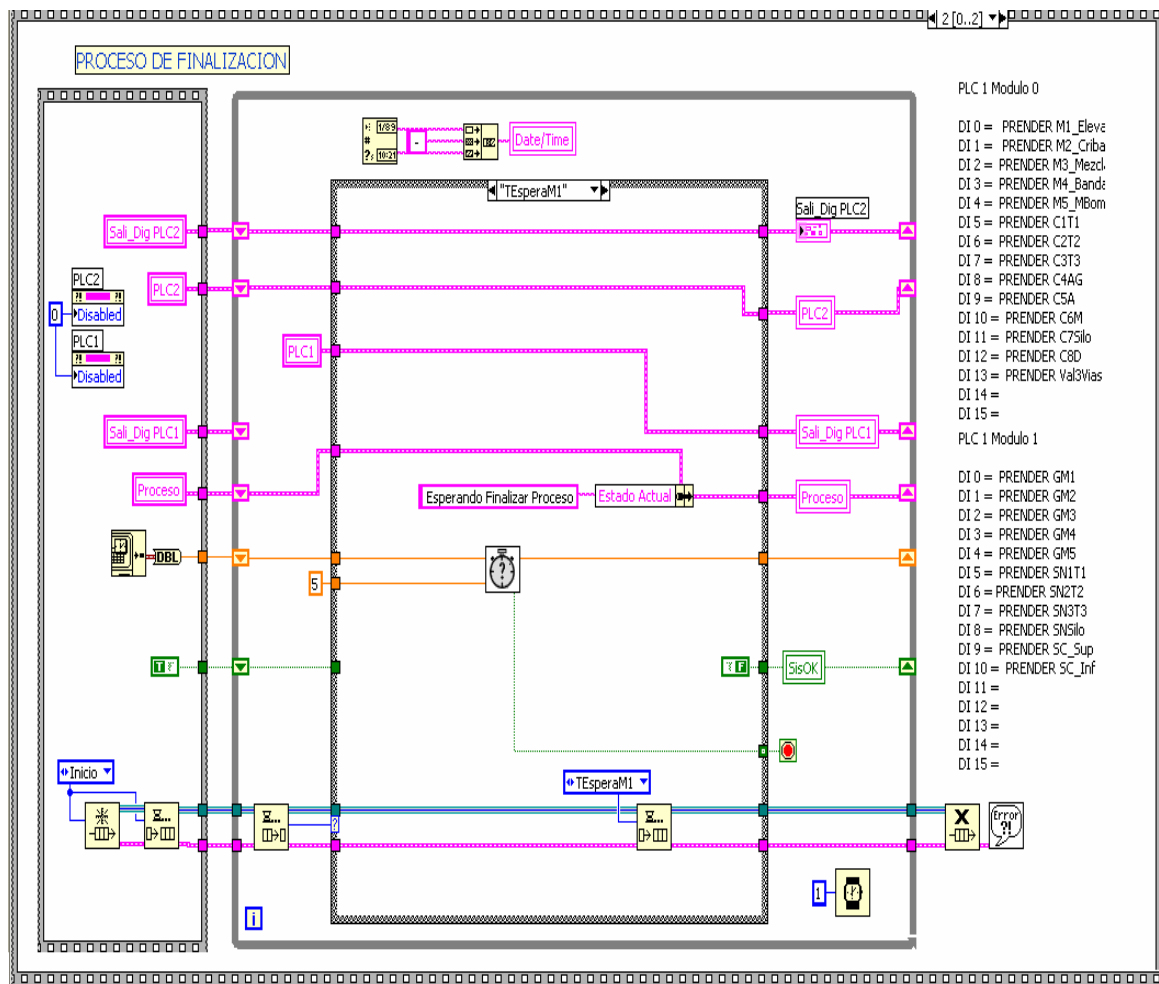 2 [0..2]
PROCESO DE FINALIZACION
PLC 1 Modulo 0
DI 0 = PRENDER M1_Eleva
DI 1 = PRENDER M2_Criba
DI 2 = PRENDER M3_Mezcl
DI 3 = PRENDER M4_Banda
DI 4 = PRENDER M5_MBom
DI 5 = PRENDER C1T1
DI 6 = PRENDER C2T2
DI 7 = PRENDER C3T3
DI 8 = PRENDER C4AG
DI 9 = PRENDER C5A
DI 10 = PRENDER C6M
DI 11 = PRENDER C7Silo
DI 12 = PRENDER C8D
DI 13 = PRENDER Val3Vias
DI 14 =
DI 15 =
PLC 1 Modulo 1
DI 0 = PRENDER GM1
DI 1 = PRENDER GM2
DI 2 = PRENDER GM3
DI 3 = PRENDER GM4
DI 4 = PRENDER GM5
DI 5 = PRENDER SN1T1
DI 6 = PRENDER SN2T2
DI 7 = PRENDER SN3T3
DI 8 = PRENDER SNSilo
DI 9 = PRENDER SC_Sup
DI 10 = PRENDER SC_Inf
DI 11 =
DI 12 =
DI 13 =
DI 14 =
DI 15 =
1/89
#
10:21
-
Date/Time
"TEsperaM1"
Sali_Dig PLC2
Sali_Dig PLC2
PLC2
0
Disabled
PLC1
Disabled
PLC2
PLC2
PLC1
Sali_Dig PLC1
Sali_Dig PLC1
Proceso
Esperando Finalizar Proceso
Estado Actual
Proceso
DBL
5
?
T
F
SisOK
Inicio
TEsperaM1
?
Error
?!
1
i